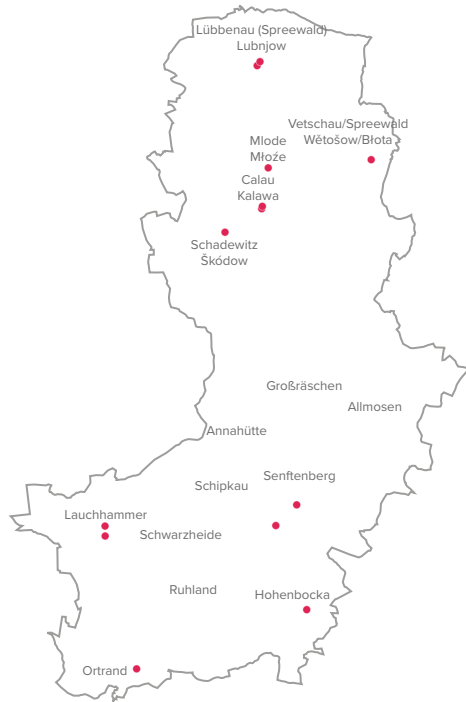 Lübbenau (Spreewald)
Lubnjow
Vetschau/Spreewald
Wětošow/Błota
Mlode
Młoźe
Calau
Kalawa
Schadewitz
Škódow
Großräschen
Allmosen
Annahütte
Senftenberg
Schipkau
Lauchhammer
Schwarzheide
Ruhland
Hohenbocka
Ortrand